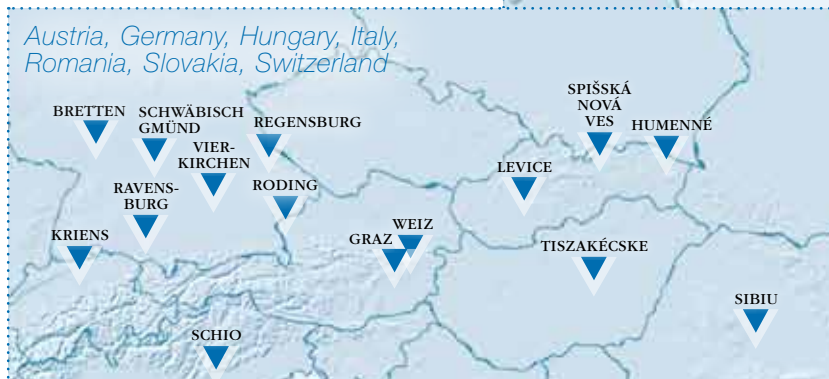 Austria, Germany, Hungary, Italy,
Romania, Slovakia, Switzerland
BRETTEN
SCHWÄBISCH
GMÜND
REGENSBURG
VIER-
KIRCHEN
SPIŠSKÁ
NOVÁ
VES
HUMENNÉ
LEVICE
RAVENS-
BURG
RODING
KRIENS
GRAZ
WEIZ
TISZAKÉCSKE
SIBIU
SCHIO